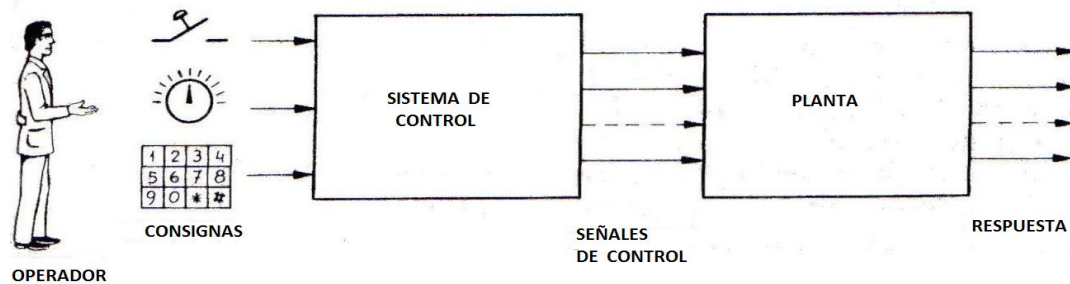 1 2 3 4
5 6 7 8
9 0 * #
CONSIGNAS
OPERADOR
SISTEMA DE
CONTROL
SEÑALES
DE CONTROL
PLANTA
RESPUESTA